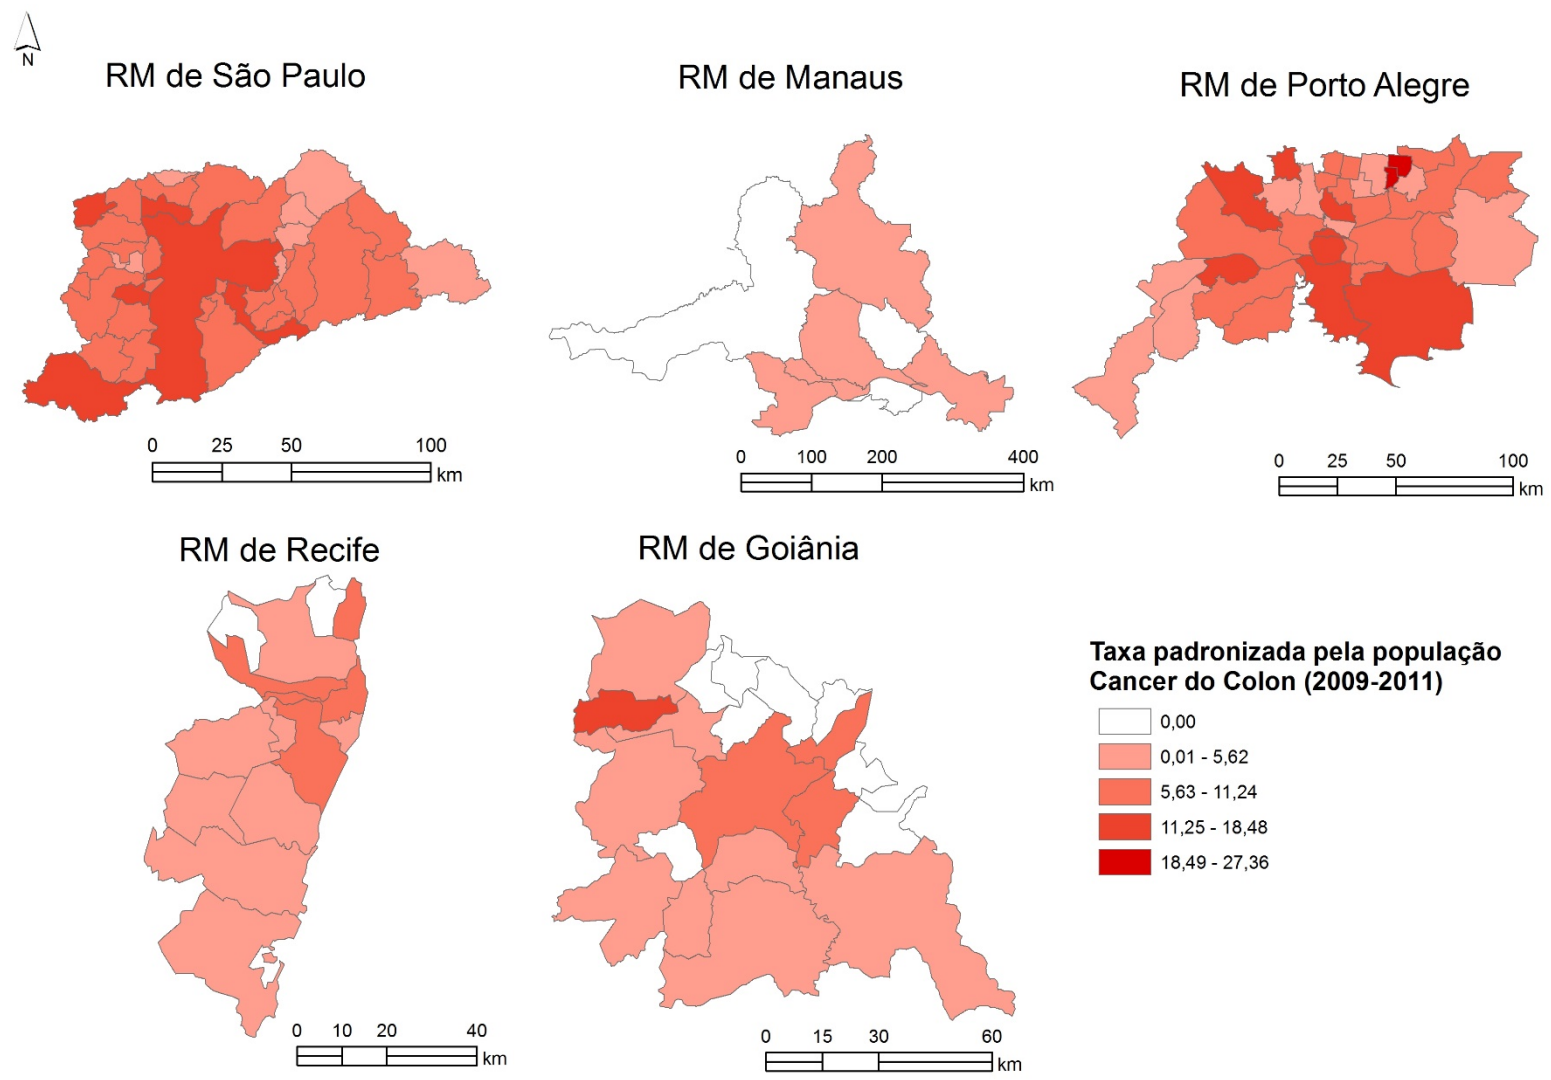 N
RM de São Paulo
RM de Manaus
RM de Porto Alegre
0 25 50 100
km
0 100 200 400
km
0 25 50 100
km
RM de Recife
RM de Goiânia
0 10 20 40
km
0 15 30 60
km
Taxa padronizada pela população
Cancer do Colon (2009-2011)
0,00
0,01 - 5,62
5,63 - 11,24
11,25 - 18,48
18,49 - 27,36